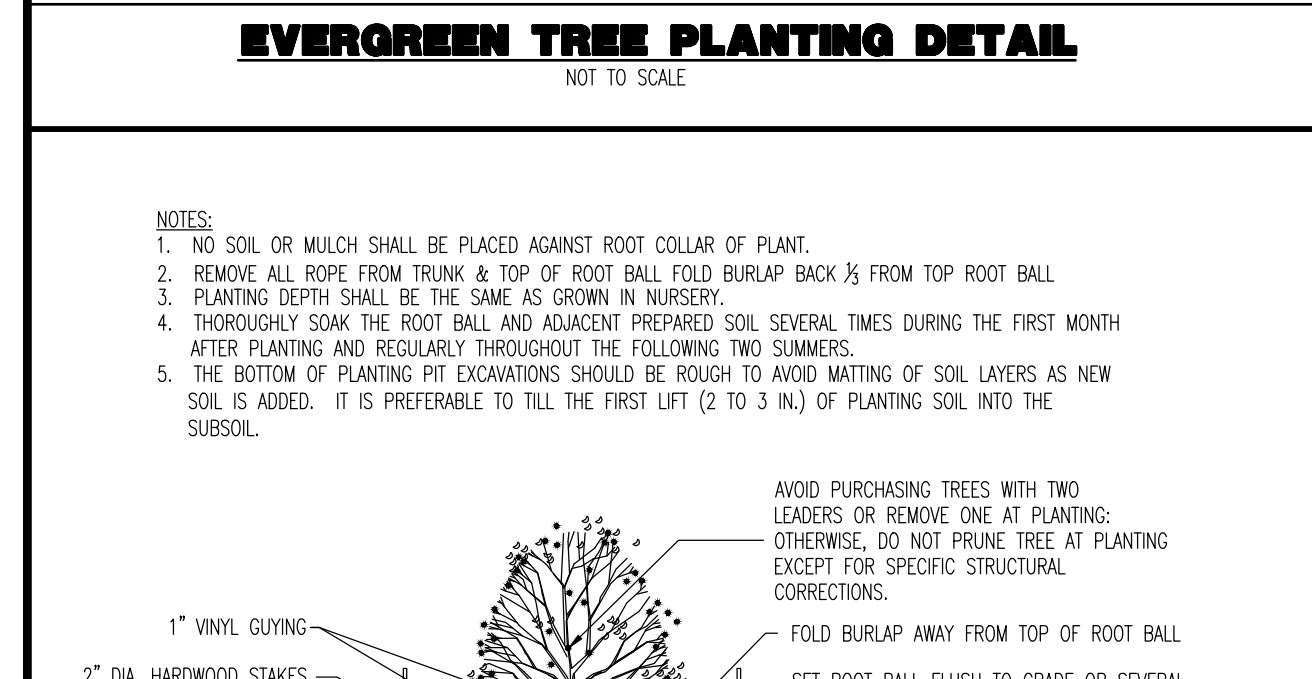 EVERGREEN TREE PLANTING DETAIL
NOT TO SCALE
NOTES:
1. NO SOIL OR MULCH SHALL BE PLACED AGAINST ROOT COLLAR OF PLANT.
2. REMOVE ALL ROPE FROM TRUNK & TOP OF ROOT BALL FOLD BURLAP BACK ⅓ FROM TOP ROOT BALL
3. PLANTING DEPTH SHALL BE THE SAME AS GROWN IN NURSERY.
4. THOROUGHLY SOAK THE ROOT BALL AND ADJACENT PREPARED SOIL SEVERAL TIMES DURING THE FIRST MONTH
AFTER PLANTING AND REGULARLY THROUGHOUT THE FOLLOWING TWO SUMMERS.
5. THE BOTTOM OF PLANTING PIT EXCAVATIONS SHOULD BE ROUGH TO AVOID MATTING OF SOIL LAYERS AS NEW
SOIL IS ADDED. IT IS PREFERABLE TO TILL THE FIRST LIFT (2 TO 3 IN.) OF PLANTING SOIL INTO THE
SUBSOIL.
AVOID PURCHASING TREES WITH TWO
LEADERS OR REMOVE ONE AT PLANTING:
OTHERWISE, DO NOT PRUNE TREE AT PLANTING
EXCEPT FOR SPECIFIC STRUCTURAL
CORRECTIONS.
1" VINYL GUYING
FOLD BURLAP AWAY FROM TOP OF ROOT BALL
2" DIA. HARDWOOD STAKES
SET ROOT BALL FLUSH TO GRADE OR SEVERAL